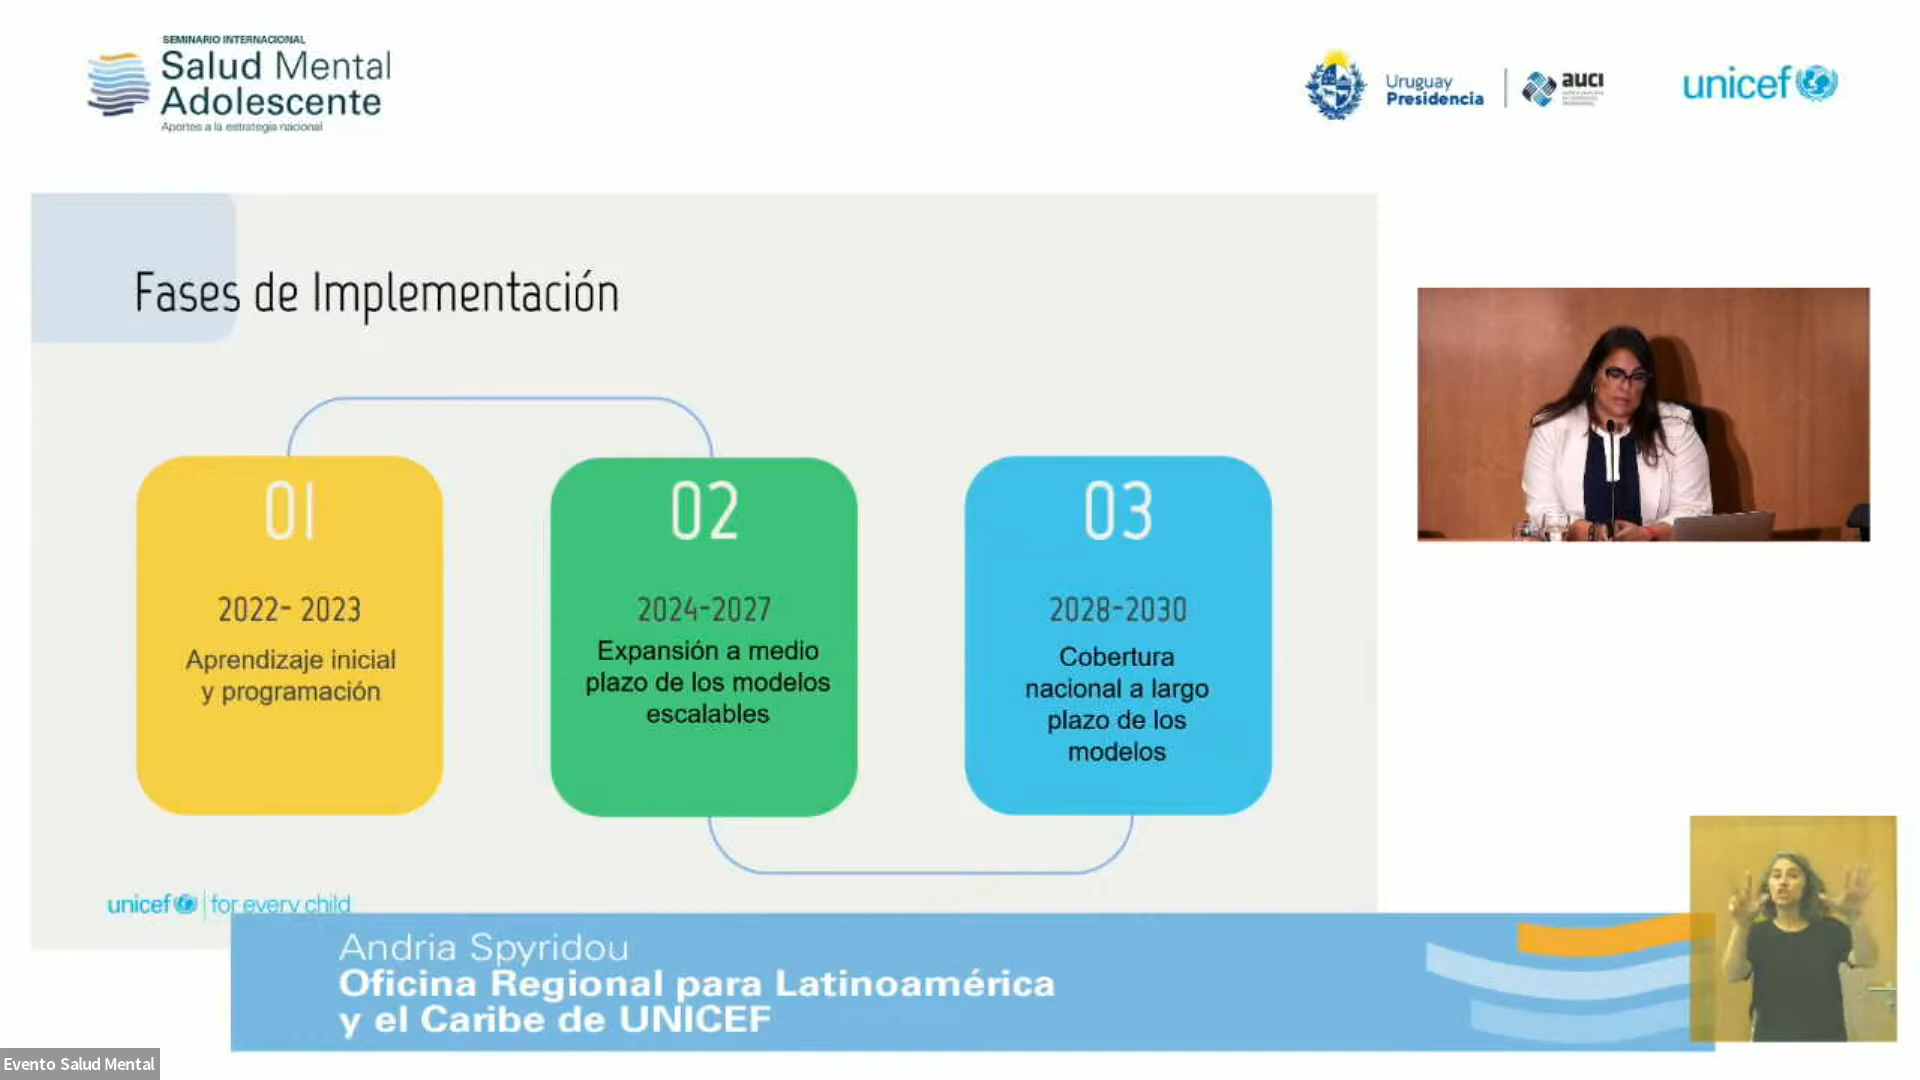 SEMINARIO INTERNACIONAL
Salud Mental
Adolescente
Aportes a la estrategia nacional
Uruguay
Presidencia
AUCI
unicef
Fases de Implementación
01
2022- 2023
Aprendizaje inicial
y programación
02
2024-2027
Expansión a medio
plazo de los modelos
escalables
03
2028-2030
Cobertura
nacional a largo
plazo de los
modelos
unicef | for every child
Andria Spyridou
Oficina Regional para Latinoamérica
y el Caribe de UNICEF
Evento Salud Mental